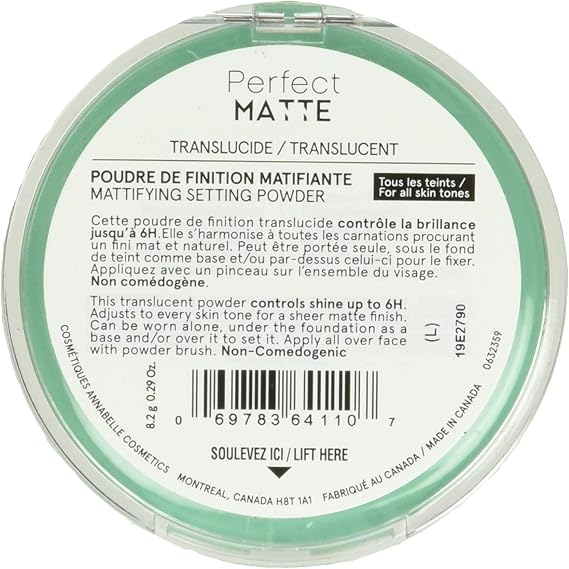 Perfect
MATTE
TRANSLUCIDE / TRANSLUCENT
POUDRE DE FINITION MATIFIANTE
MATTIFYING SETTING POWDER
Tous les teints /
For all skin tones
Cette poudre de finition translucide contrôle la brillance
jusqu'à 6H.Elle s'harmonise à toutes les carnations procurant
un fini mat et naturel. Peut être portée seule, sous le fond
de teint comme base et/ou par-dessus celui-ci pour le fixer.
Appliquez avec un pinceau sur l'ensemble du visage.
Non comédogène.
This translucent powder controls shine up to 6H.
Adjusts to every skin tone for a sheer matte finish.
Can be worn alone, under the foundation as a
base and/or over it to set it. Apply all over face
with powder brush. Non-Comedogenic
(L)
19E2790
0632359
8.2 g 0.29 Oz.
0 69783 64110 7
SOULEVEZ ICI / LIFT HERE
COSMÉTIQUES ANNABELLE COSMETICS
MONTREAL, CANADA H8T 1A1
FABRIQUÉ AU CANADA / MADE IN CANADA